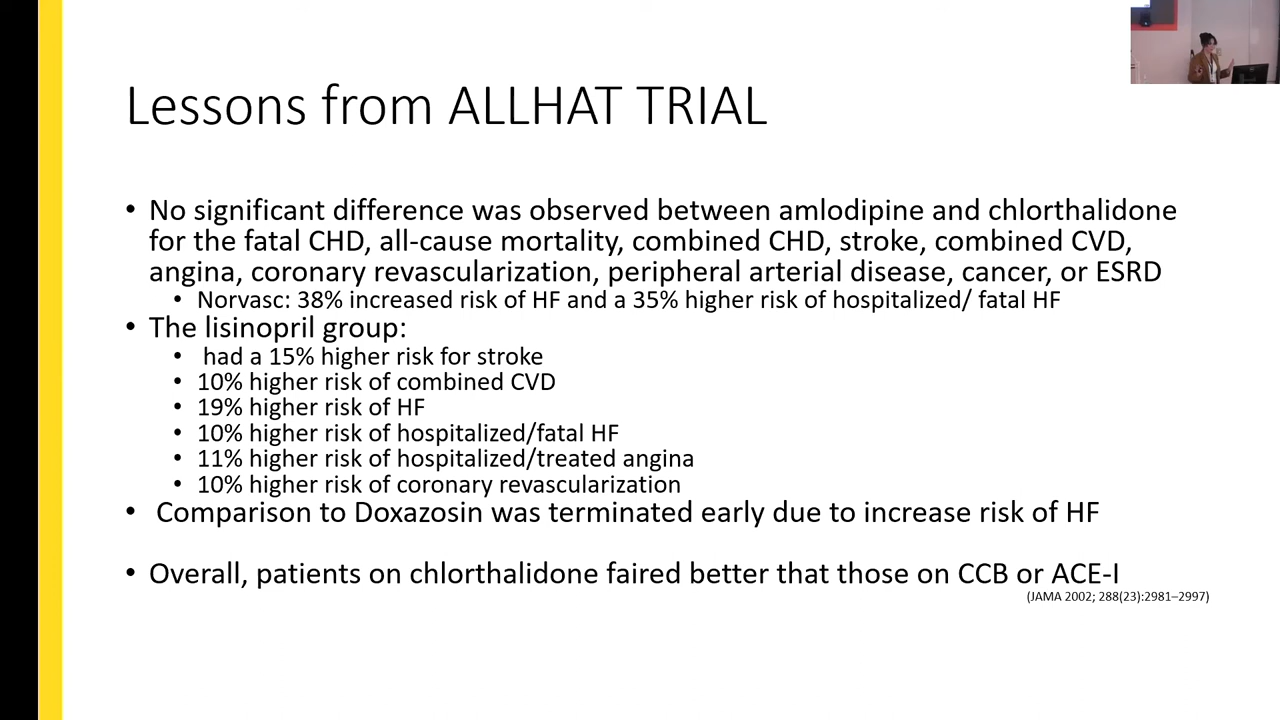 Lessons from ALLHAT TRIAL
• No significant difference was observed between amlodipine and chlorthalidone
for the fatal CHD, all-cause mortality, combined CHD, stroke, combined CVD,
angina, coronary revascularization, peripheral arterial disease, cancer, or ESRD
• Norvasc: 38% increased risk of HF and a 35% higher risk of hospitalized/ fatal HF
• The lisinopril group:
• had a 15% higher risk for stroke
• 10% higher risk of combined CVD
• 19% higher risk of HF
• 10% higher risk of hospitalized/fatal HF
• 11% higher risk of hospitalized/treated angina
• 10% higher risk of coronary revascularization
• Comparison to Doxazosin was terminated early due to increase risk of HF
• Overall, patients on chlorthalidone faired better that those on CCB or ACE-I
(JAMA 2002; 288(23):2981–2997)